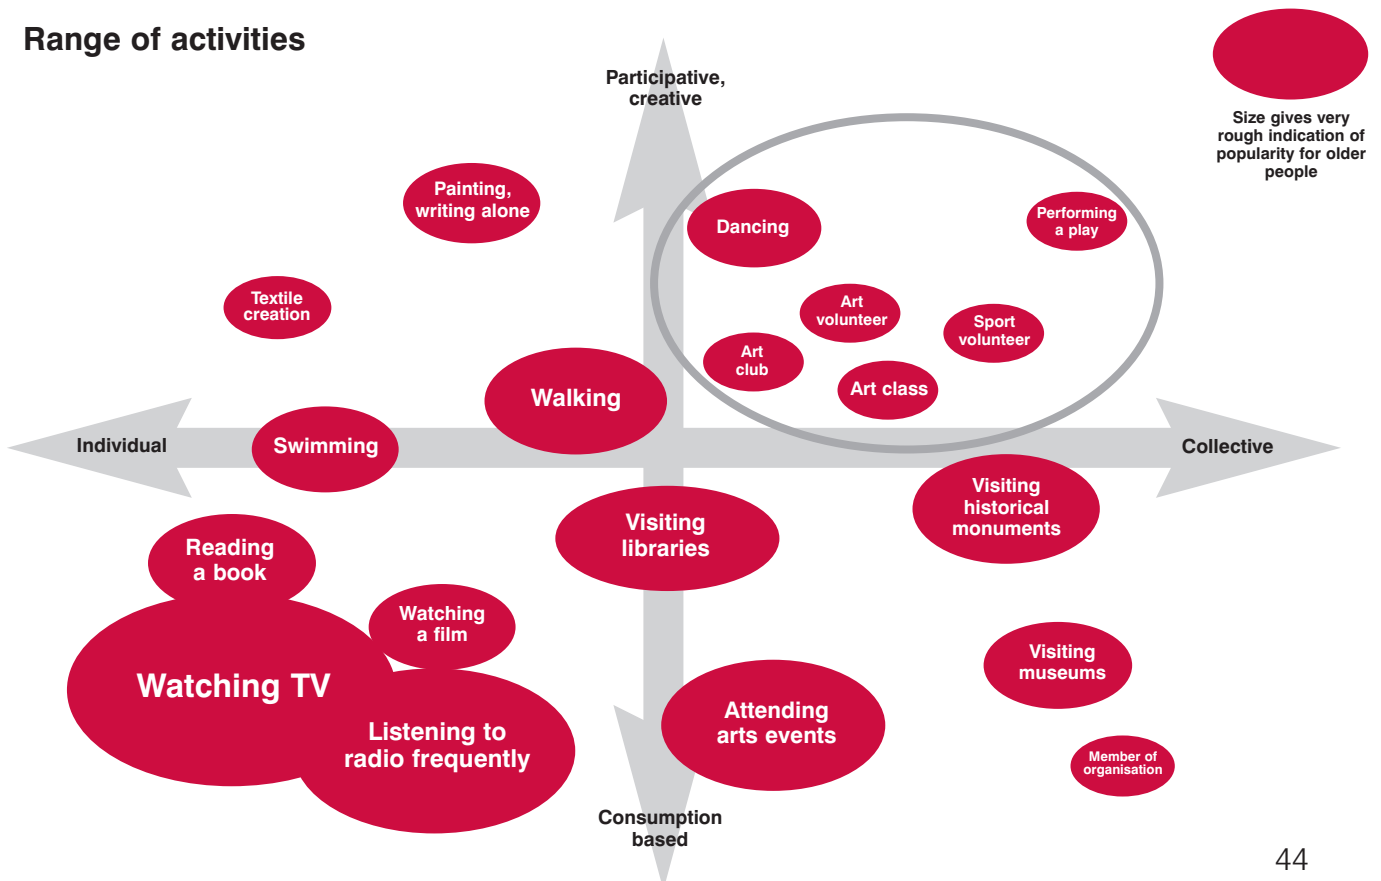 Range of activities
Participative,
creative
Size gives very
rough indication of
popularity for older
people
Painting,
writing alone
Dancing
Performing
a play
Textile
creation
Art
volunteer
Sport
volunteer
Art
club
Art class
Walking
Individual
Swimming
Collective
Visiting
historical
monuments
Visiting
libraries
Reading
a book
Watching
a film
Visiting
museums
Watching TV
Listening to
radio frequently
Attending
arts events
Member of
organisation
Consumption
based
44